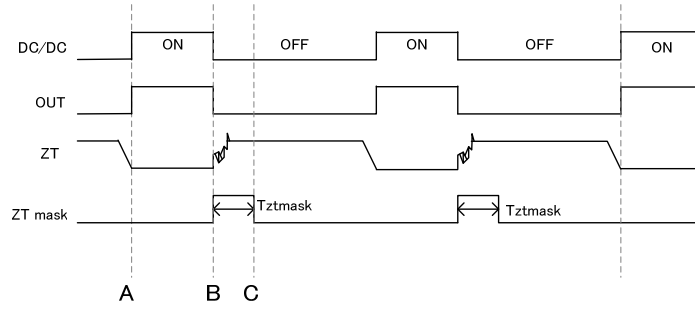 DC/DC ON OFF ON OFF ON
OUT
ZT
ZT mask Tztmask Tztmask
A B C